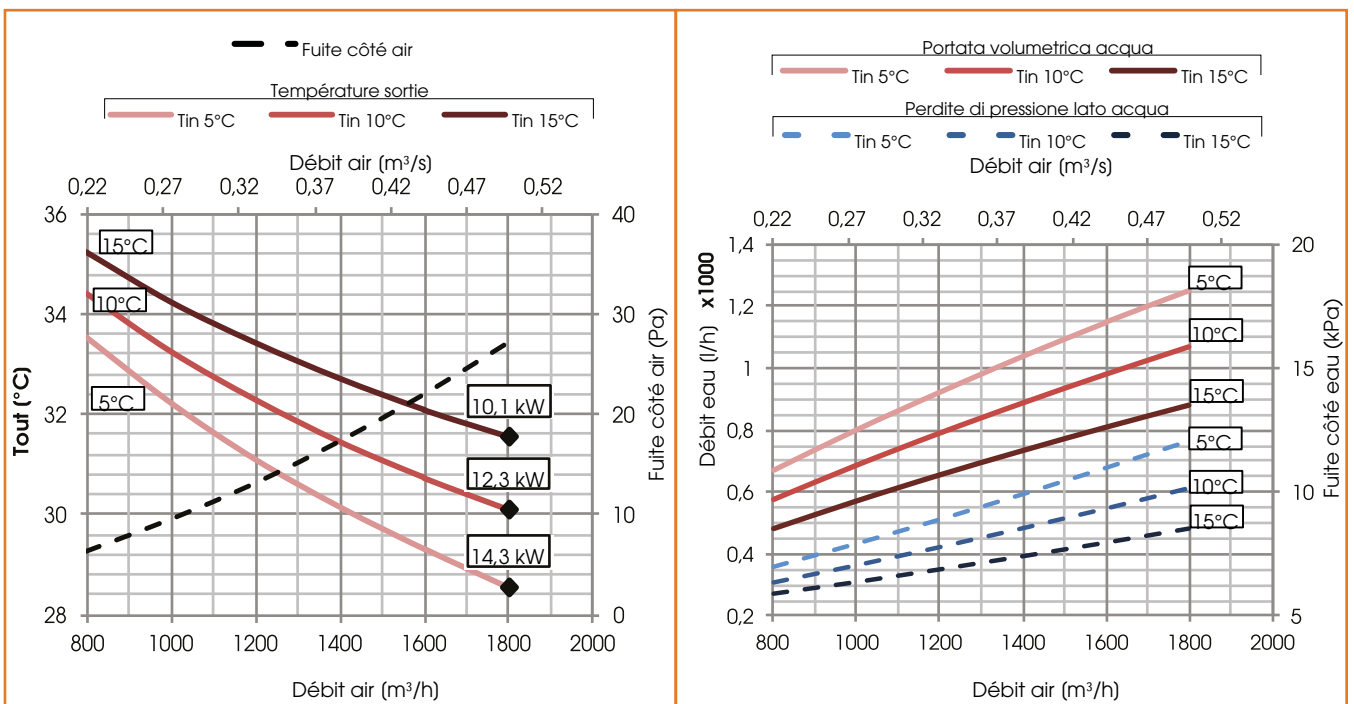 Fuite côté air
Température sortie
Tin 5°C Tin 10°C Tin 15°C
Débit air (m³/s)
0,22 0,27 0,32 0,37 0,42 0,47 0,52
36 40
15°C
10°C
34 30
5°C
32 20
10,1 kW
12,3 kW
30 10
14,3 kW
28 0
Tout (°C)
Fuite côté air (Pa)
800 1000 1200 1400 1600 1800 2000
Débit air (m³/h)
Portata volumetrica acqua
Tin 5°C Tin 10°C Tin 15°C
Perdite di pressione lato acqua
Tin 5°C Tin 10°C Tin 15°C
Débit air (m³/s)
0,22 0,27 0,32 0,37 0,42 0,47 0,52
1,4 20
5°C
1,2
10°C
1 15
15°C
0,8
5°C
0,6 10
10°C
15°C
0,4
0,2 5
Débit eau (l/h) x1000
Fuite côté eau (kPa)
800 1000 1200 1400 1600 1800 2000
Débit air (m³/h)